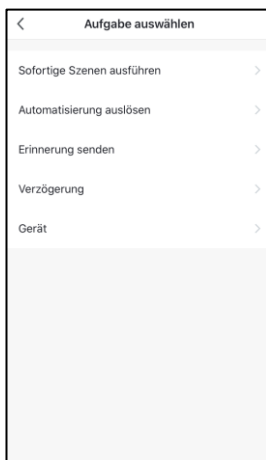 Aufgabe auswählen
Sofortige Szenen ausführen
Automatisierung auslösen
Erinnerung senden
Verzögerung
Gerät